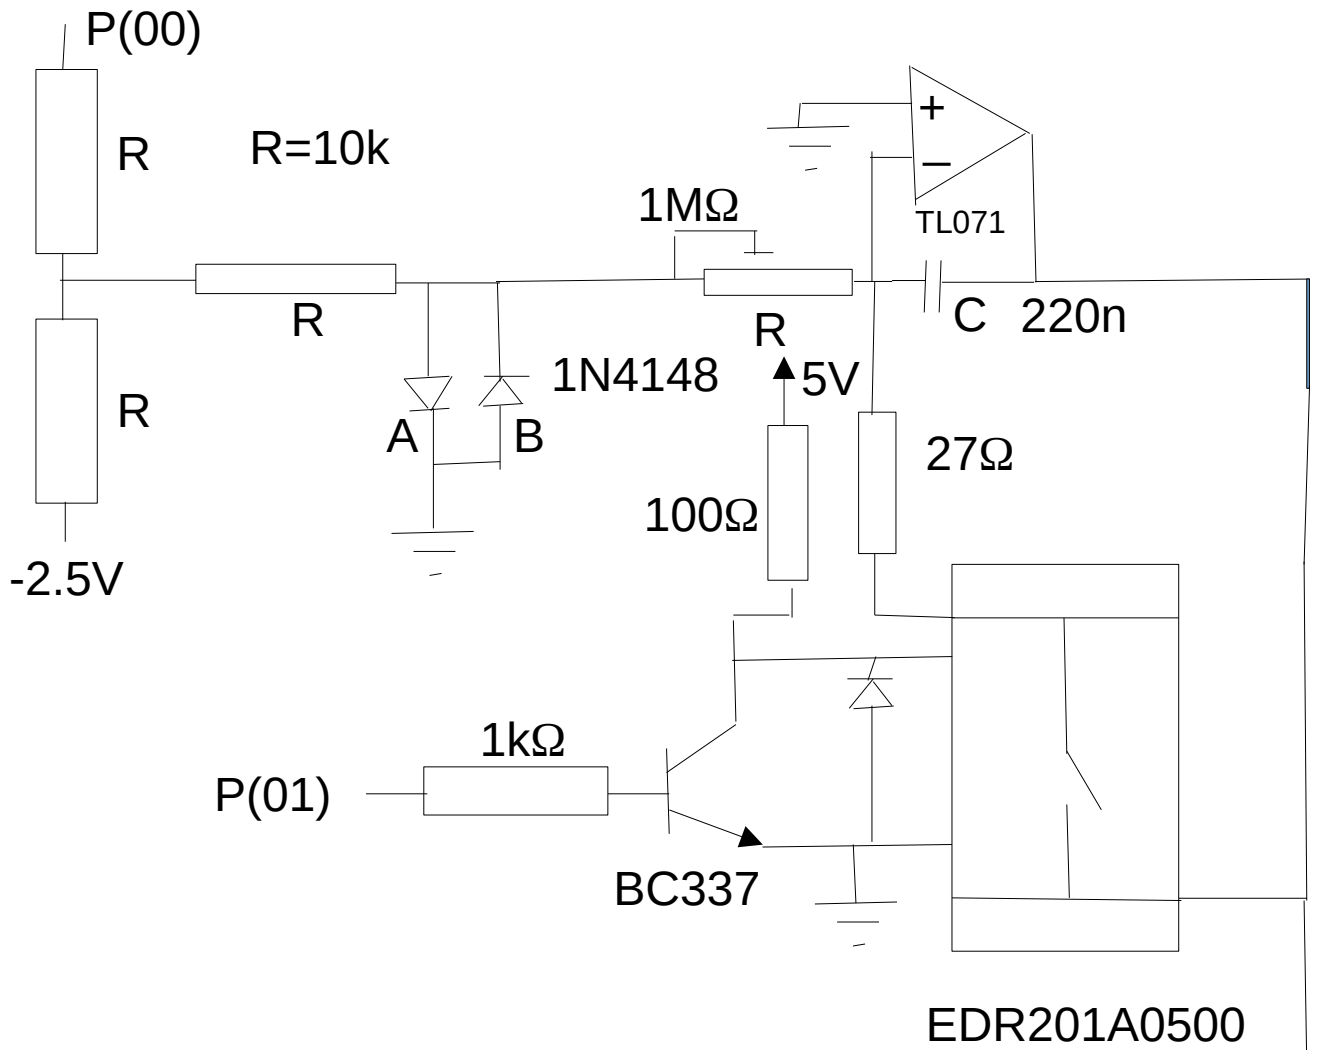 P(00)
R
R=10k
+
−
1MΩ
TL071
R
R
C 220n
R
1N4148
5V
A
B
27Ω
100Ω
-2.5V
1kΩ
P(01)
BC337
EDR201A0500